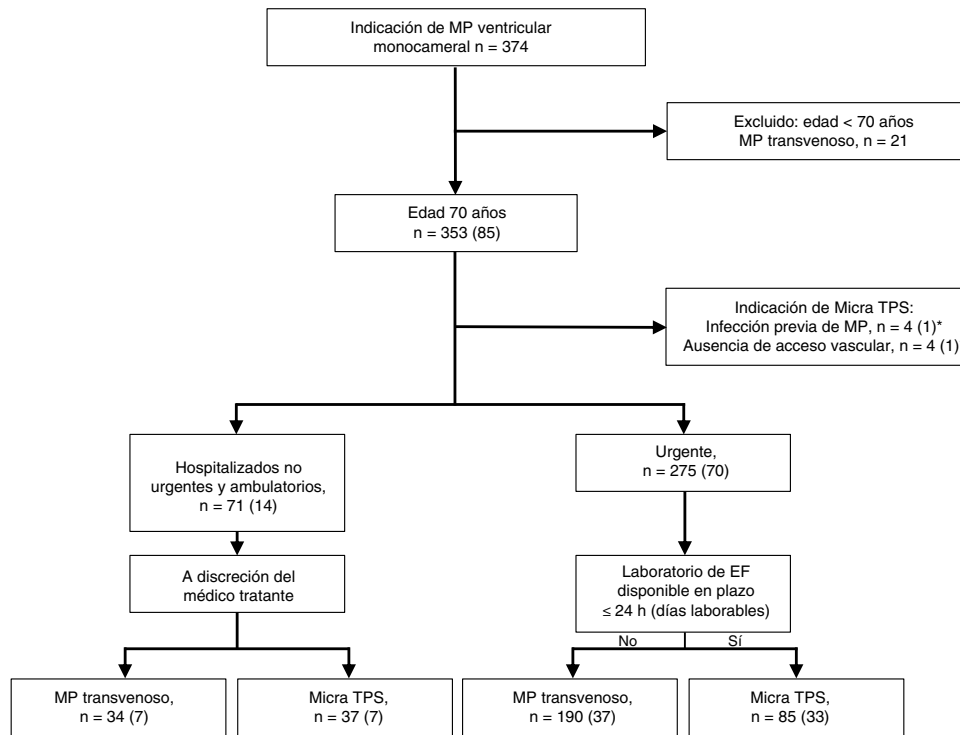 Indicación de MP ventricular
monocameral n = 374
Excluido: edad < 70 años
MP transvenoso, n = 21
Edad 70 años
n = 353 (85)
Indicación de Micra TPS:
Infección previa de MP, n = 4 (1)*
Ausencia de acceso vascular, n = 4 (1)
Hospitalizados no
urgentes y ambulatorios,
n = 71 (14)
Urgente,
n = 275 (70)
A discreción del
médico tratante
Laboratorio de EF
disponible en plazo
≤ 24 h (días laborables)
No
Sí
MP transvenoso,
n = 34 (7)
Micra TPS,
n = 37 (7)
MP transvenoso,
n = 190 (37)
Micra TPS,
n = 85 (33)